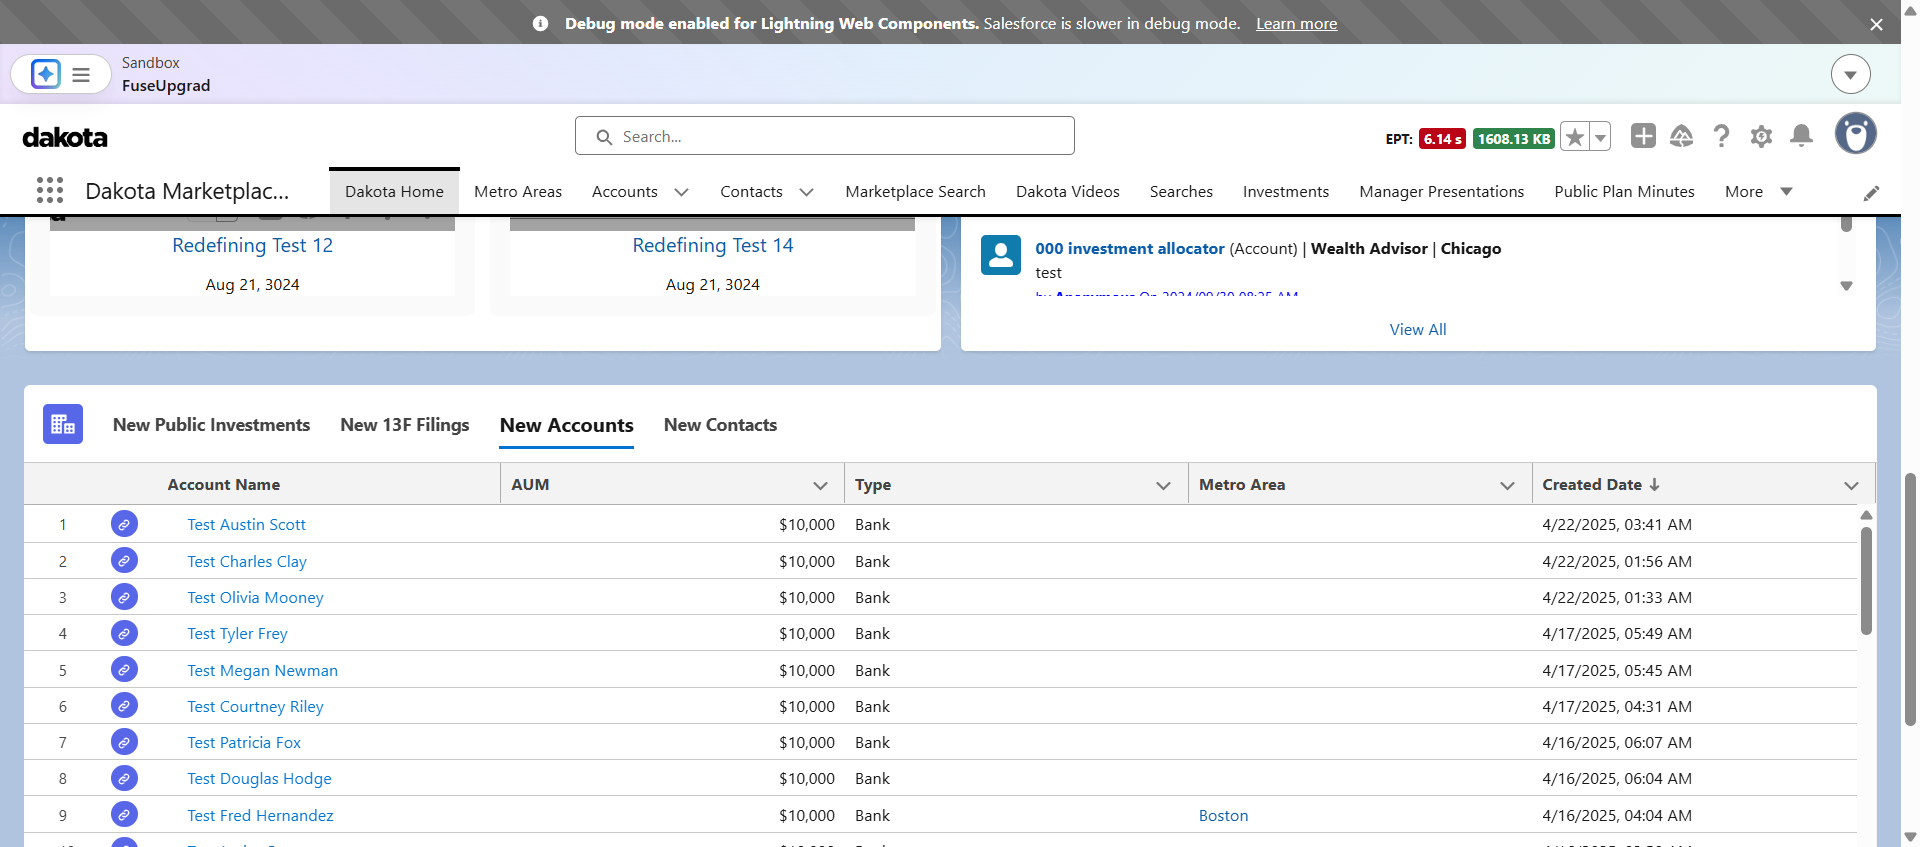 Debug mode enabled for Lightning Web Components. Salesforce is slower in debug mode. Learn more
Sandbox
FuseUpgrad
dakota
Search...
EPT: 6.14 s 1608.13 KB
Dakota Marketplac... Dakota Home Metro Areas Accounts Contacts Marketplace Search Dakota Videos Searches Investments Manager Presentations Public Plan Minutes More
Redefining Test 12
Aug 21, 3024
Redefining Test 14
Aug 21, 3024
000 investment allocator (Account) | Wealth Advisor | Chicago
test
by Anonymous On 2024/09/30 08:25 AM
View All
New Public Investments New 13F Filings New Accounts New Contacts
Account Name AUM Type Metro Area Created Date
1 Test Austin Scott $10,000 Bank 4/22/2025, 03:41 AM
2 Test Charles Clay $10,000 Bank 4/22/2025, 01:56 AM
3 Test Olivia Mooney $10,000 Bank 4/22/2025, 01:33 AM
4 Test Tyler Frey $10,000 Bank 4/17/2025, 05:49 AM
5 Test Megan Newman $10,000 Bank 4/17/2025, 05:45 AM
6 Test Courtney Riley $10,000 Bank 4/17/2025, 04:31 AM
7 Test Patricia Fox $10,000 Bank 4/16/2025, 06:07 AM
8 Test Douglas Hodge $10,000 Bank 4/16/2025, 06:04 AM
9 Test Fred Hernandez $10,000 Bank Boston 4/16/2025, 04:04 AM